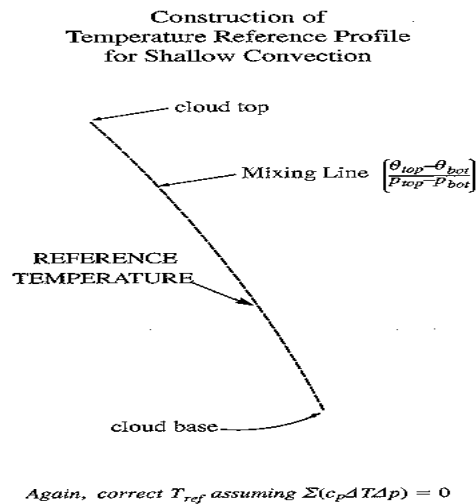 Construction of
Temperature Reference Profile
for Shallow Convection
cloud top
Mixing Line [θtop−θbot / Ptop−Pbot]
REFERENCE
TEMPERATURE
cloud base
Again, correct Tref assuming Σ(cpΔTΔp) = 0